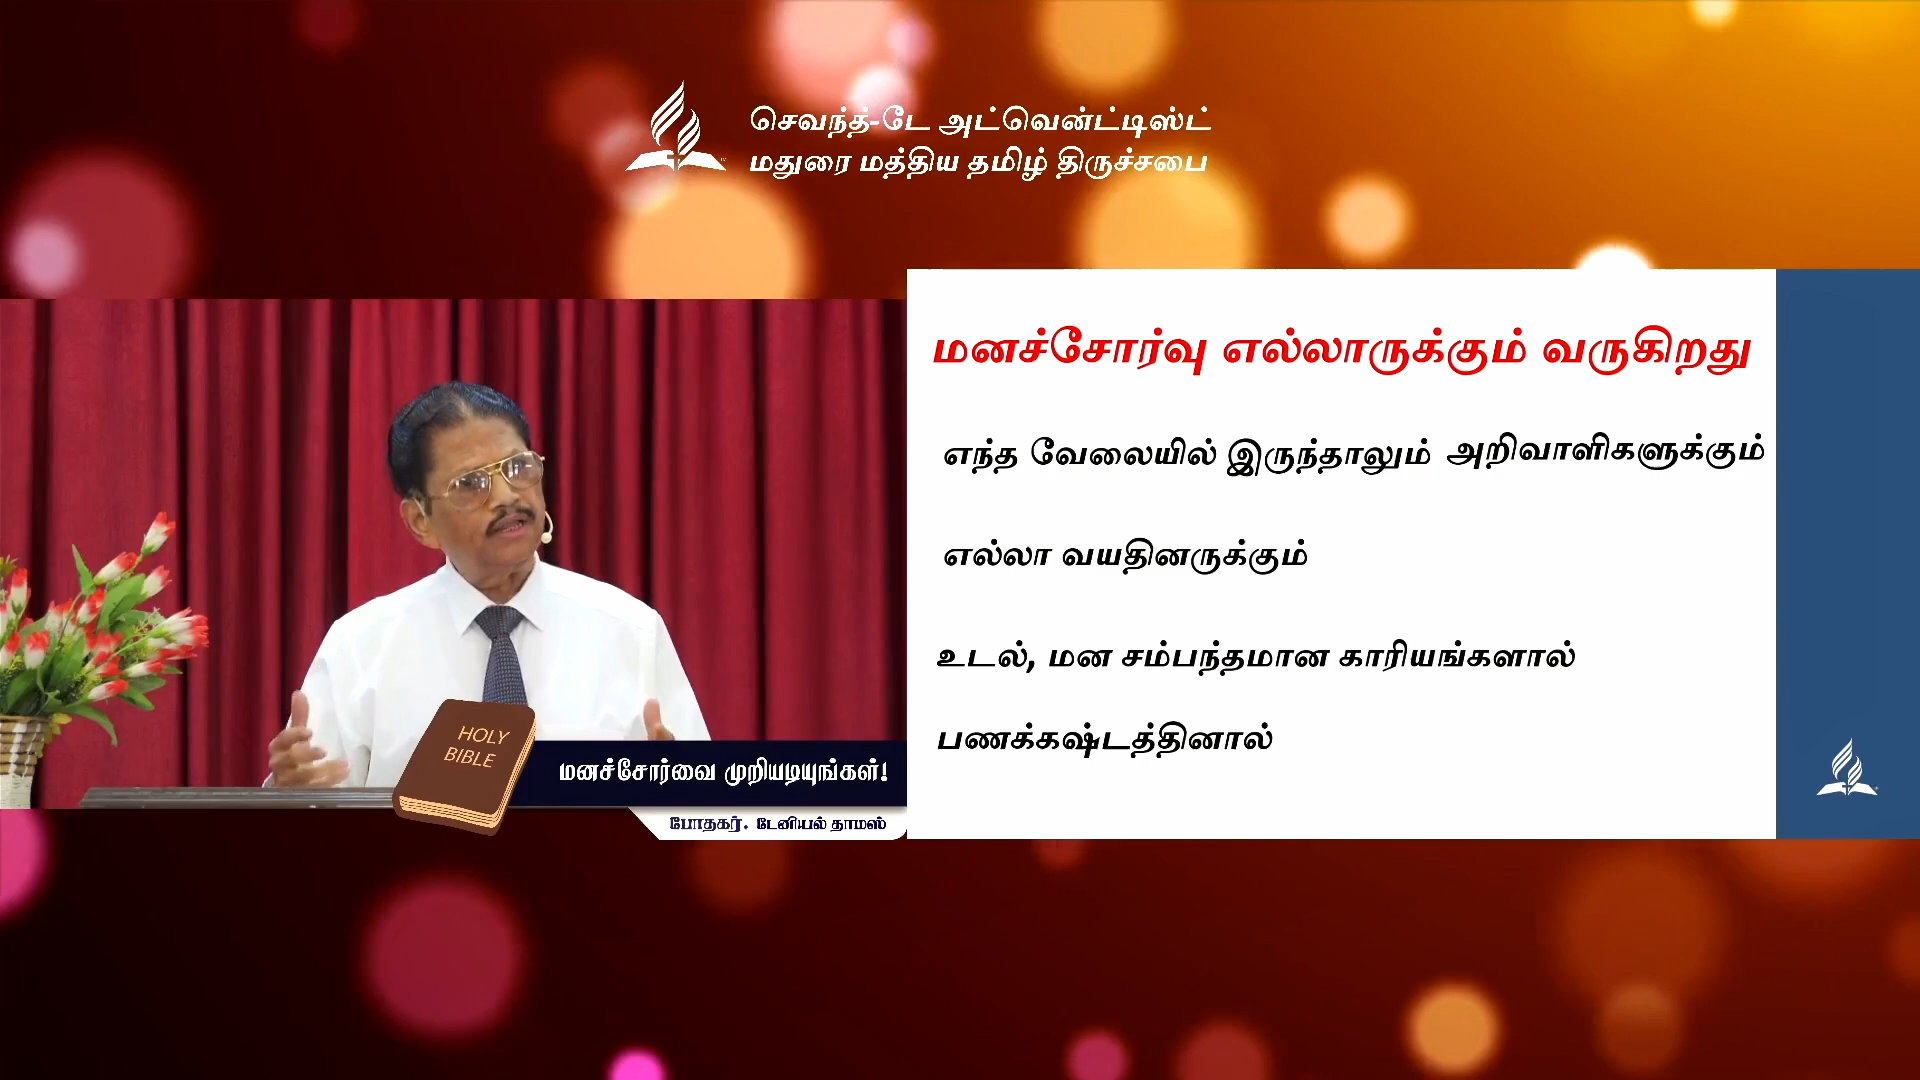 செவந்த்-டே அட்வென்ட்டிஸ்ட்
மதுரை மத்திய தமிழ் திருச்சபை
மனச்சோர்வு எல்லாருக்கும் வருகிறது
எந்த வேலையில் இருந்தாலும் அறிவாளிகளுக்கும்
எல்லா வயதினருக்கும்
உடல், மன சம்பந்தமான காரியங்களால்
பணக்கஷ்டத்தினால்
HOLY
BIBLE
மனச்சோர்வை முறியடியுங்கள்!
போதகர். டேனியல் தாமஸ்